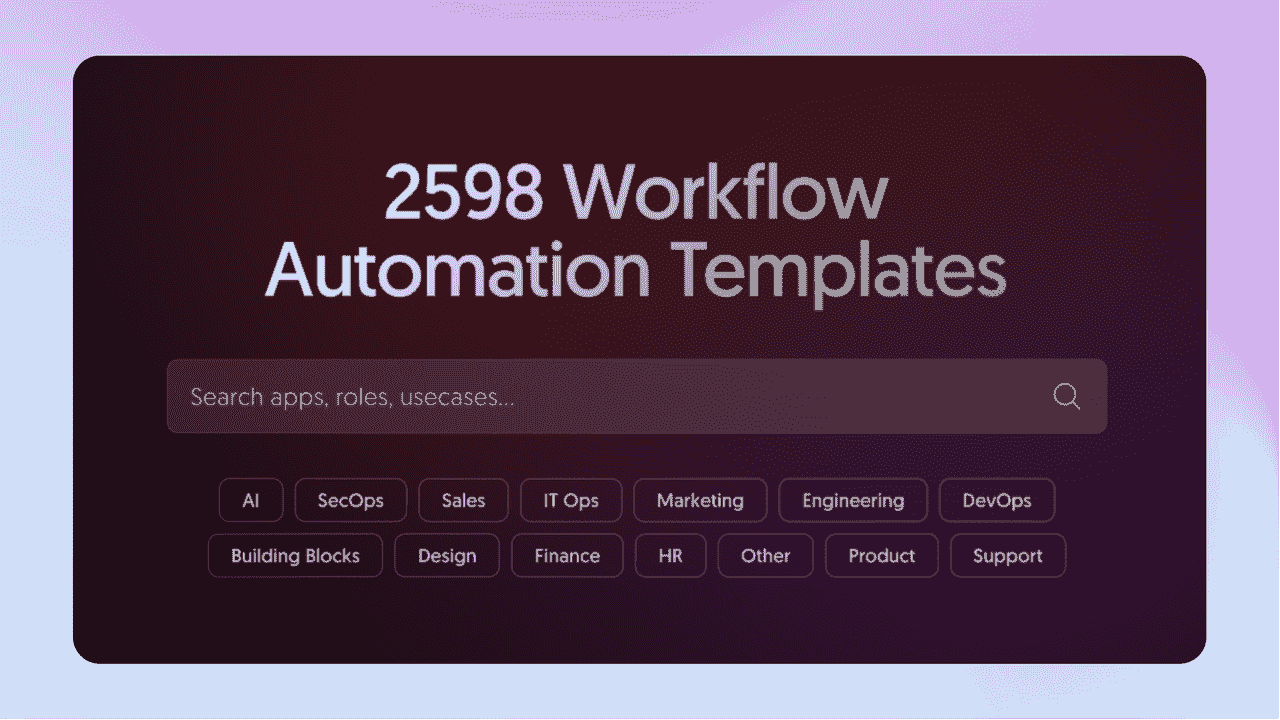 2598 Workflow
Automation Templates
Search apps, roles, usecases...
AI SecOps Sales IT Ops Marketing Engineering DevOps
Building Blocks Design Finance HR Other Product Support